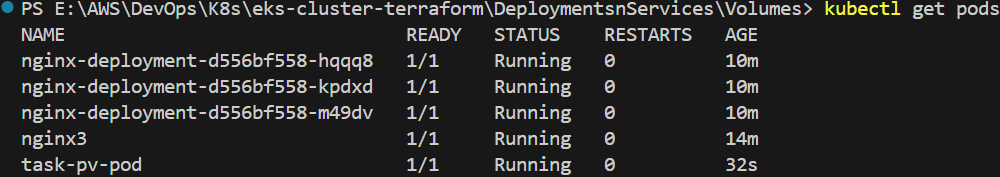 PS E:\AWS\DevOps\K8s\eks-cluster-terraform\DeploymentsnServices\Volumes> kubectl get pods
NAME READY STATUS RESTARTS AGE
nginx-deployment-d556bf558-hqqq8 1/1 Running 0 10m
nginx-deployment-d556bf558-kpdxd 1/1 Running 0 10m
nginx-deployment-d556bf558-m49dv 1/1 Running 0 10m
nginx3 1/1 Running 0 14m
task-pv-pod 1/1 Running 0 32s